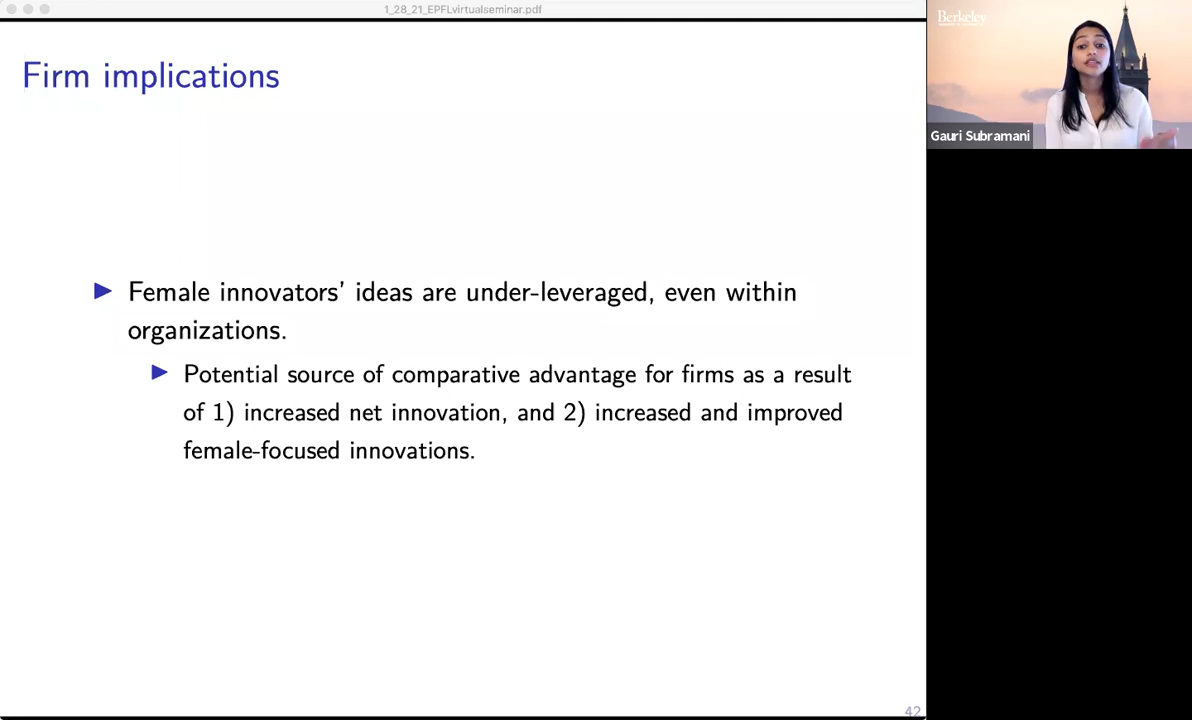 1_28_21_EPFLvirtualseminar.pdf
Berkeley
Gauri Subramani
Firm implications
Female innovators' ideas are under-leveraged, even within
organizations.
Potential source of comparative advantage for firms as a result
of 1) increased net innovation, and 2) increased and improved
female-focused innovations.
42